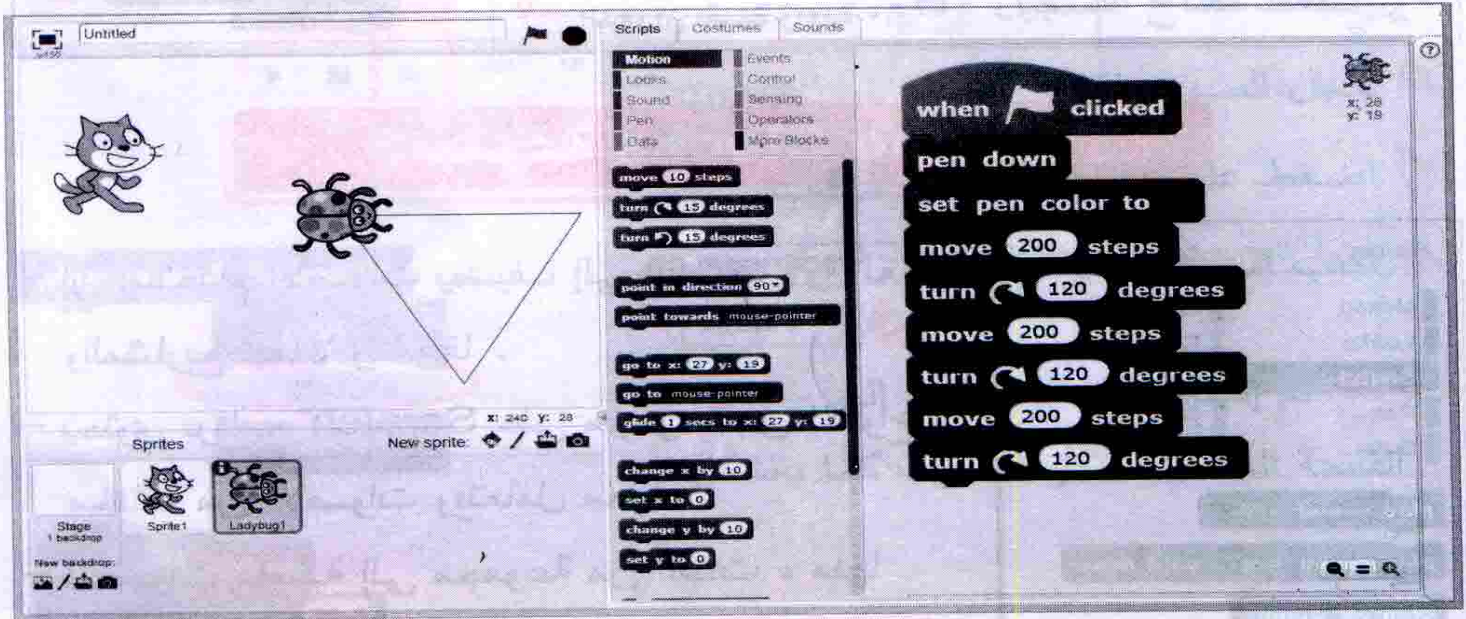 Untitled
v455
Scripts
Costumes
Sounds
Motion
Looks
Sound
Pen
Data
Events
Control
Sensing
Operators
More Blocks
move 10 steps
turn 15 degrees
turn 15 degrees
point in direction 90
point towards mouse-pointer
go to x: 27 y: 19
go to mouse-pointer
glide 1 secs to x: 27 y: 19
change x by 10
set x to 0
change y by 10
set y to 0
when clicked
pen down
set pen color to
move 200 steps
turn 120 degrees
move 200 steps
turn 120 degrees
move 200 steps
turn 120 degrees
x: 28
y: 19
x: 240 y: 28
Sprites
New sprite:
Stage
1 backdrop
New backdrop:
Sprite1
Ladybug1